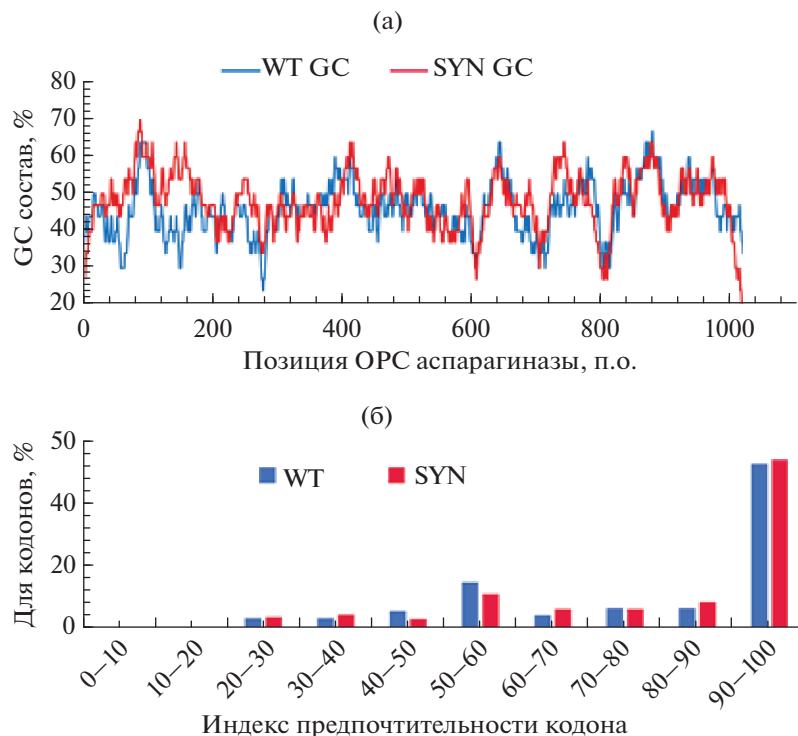 (а)
WT GC SYN GC
GC состав, %
80
70
60
50
40
30
20
0 200 400 600 800 1000
Позиция ОРС аспарагиназы, п.о.
(б)
WT SYN
Для кодонов, %
50
40
20
0
0–10 10–20 20–30 30–40 40–50 50–60 60–70 70–80 80–90 90–100
Индекс предпочтительности кодона